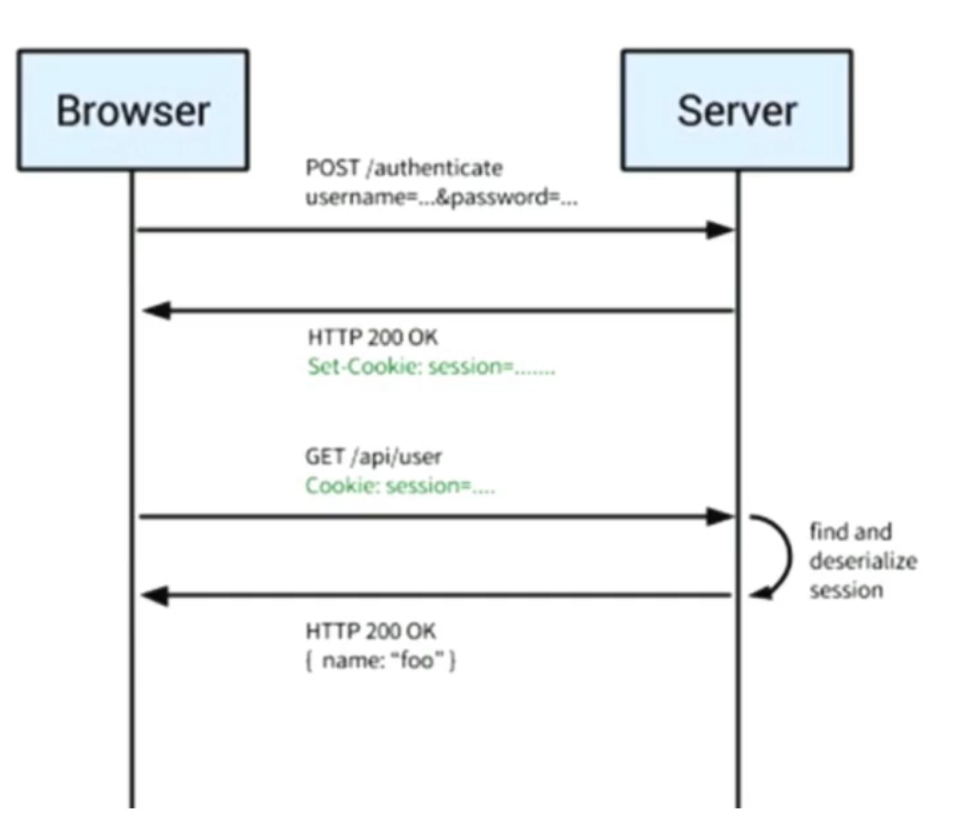 Browser
Server
POST /authenticate
username=...&password=...
HTTP 200 OK
Set-Cookie: session=.......
GET /api/user
Cookie: session=....
find and
deserialize
session
HTTP 200 OK
{ name: "foo" }